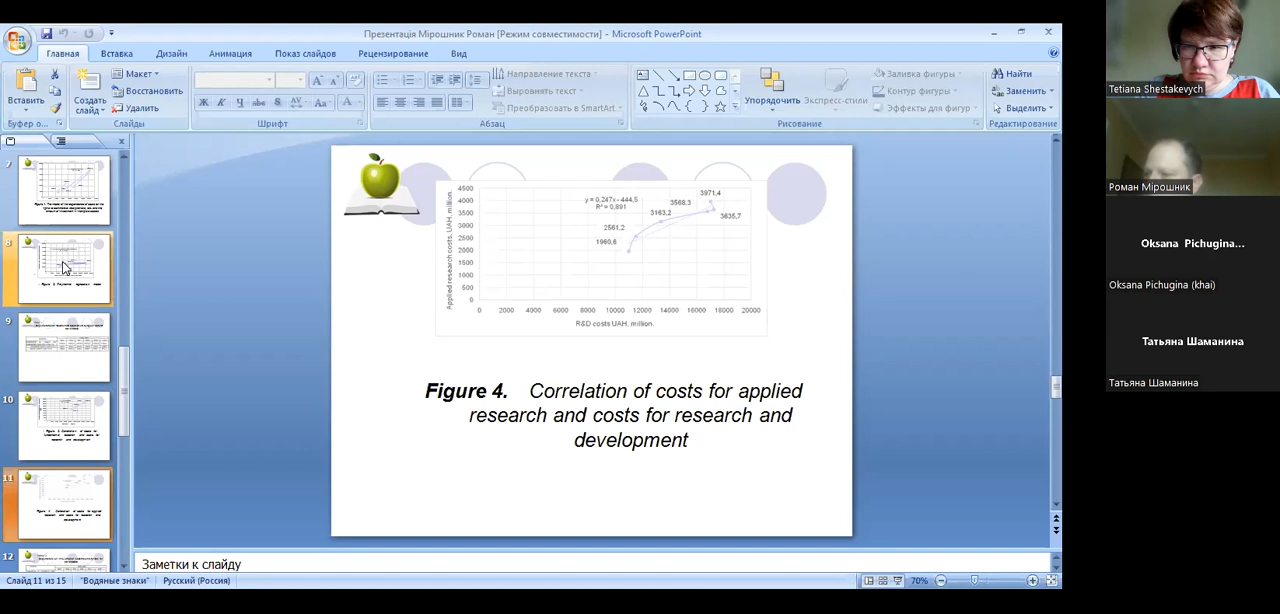 Презентація Мірошник Роман [Режим совместимости] - Microsoft PowerPoint
Главная Вставка Дизайн Анимация Показ слайдов Рецензирование Вид
Вставить
Буфер о...
Создать слайд
Макет
Восстановить
Удалить
Слайды
Ж К Ч abc S AV Aa A
Шрифт
Направление текста
Выровнять текст
Преобразовать в SmartArt
Абзац
Упорядочить
Экспресс-стили
Заливка фигуры
Контур фигуры
Эффекты для фигур
Рисование
Найти
Заменить
Выделить
Редактирование
7
8
9
10
11
12
Applied research costs, UAH, million.
4500
4000
3500
3000
2500
2000
1500
1000
500
0
y = 0,247x - 444,5
R² = 0,891
3971,4
3568,3
3163,2
3635,7
2561,2
1960,6
0 2000 4000 6000 8000 10000 12000 14000 16000 18000 20000
R&D costs UAH, million.
Figure 4. Correlation of costs for applied
research and costs for research and
development
Заметки к слайду
Слайд 11 из 15 "Водяные знаки" Русский (Россия) 70%
Tetiana Shestakevych
Роман Мірошник
Oksana Pichugina...
Oksana Pichugina (khai)
Татьяна Шаманина
Татьяна Шаманина